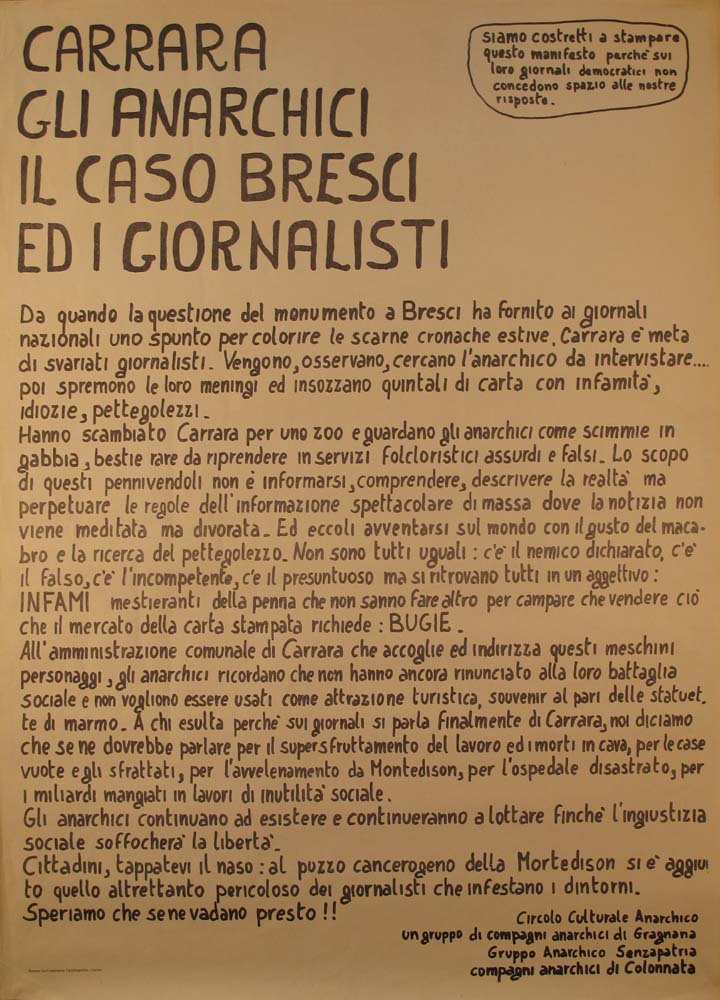 CARRARA
GLI ANARCHICI
IL CASO BRESCI
ED I GIORNALISTI
siamo costretti a stampare
questo manifesto perchè sui
loro giornali democratici non
concedono spazio alle nostre
risposte.
Da quando la questione del monumento a Bresci ha fornito ai giornali
nazionali uno spunto per colorire le scarne cronache estive, Carrara è meta
di svariati giornalisti. Vengono, osservano, cercano l'anarchico da intervistare....
poi spremono le loro meningi ed insozzano quintali di carta con infamità,
idiozie, pettegolezzi.
Hanno scambiato Carrara per uno zoo e guardano gli anarchici come scimmie in
gabbia, bestie rare da riprendere in servizi folcloristici assurdi e falsi. Lo scopo
di questi pennivendoli non è informarsi, comprendere, descrivere la realtà ma
perpetuare le regole dell'informazione spettacolare di massa dove la notizia non
viene meditata ma divorata. Ed eccoli avventarsi sul mondo con il gusto del maca-
bro e la ricerca del pettegolezzo. Non sono tutti uguali: c'è il nemico dichiarato, c'è
il falso, c'è l'incompetente, c'è il presuntuoso ma si ritrovano tutti in un aggettivo:
INFAMI mestieranti della penna che non sanno fare altro per campare che vendere ciò
che il mercato della carta stampata richiede: BUGIE.
All'amministrazione comunale di Carrara che accoglie ed indirizza questi meschini
personaggi, gli anarchici ricordano che non hanno ancora rinunciato alla loro battaglia
sociale e non vogliono essere usati come attrazione turistica, souvenir al pari delle statuet-
te di marmo. A chi esulta perchè sui giornali si parla finalmente di Carrara, noi diciamo
che se ne dovrebbe parlare per il supersfruttamento del lavoro ed i morti in cava, per le case
vuote e gli sfrattati, per l'avvelenamento da Montedison, per l'ospedale disastrato, per
i miliardi mangiati in lavori di inutilità sociale.
Gli anarchici continuano ad esistere e continueranno a lottare finchè l'ingiustizia
sociale soffocherà la libertà.
Cittadini, tappatevi il naso: al puzzo cancerogeno della Mortedison si è aggiun
to quello altrettanto pericoloso dei giornalisti che infestano i dintorni.
Speriamo che se ne vadano presto!!
Circolo Culturale Anarchico
un gruppo di compagni anarchici di Gragnana
Gruppo Anarchico Senzapatria
compagni anarchici di Colonnata